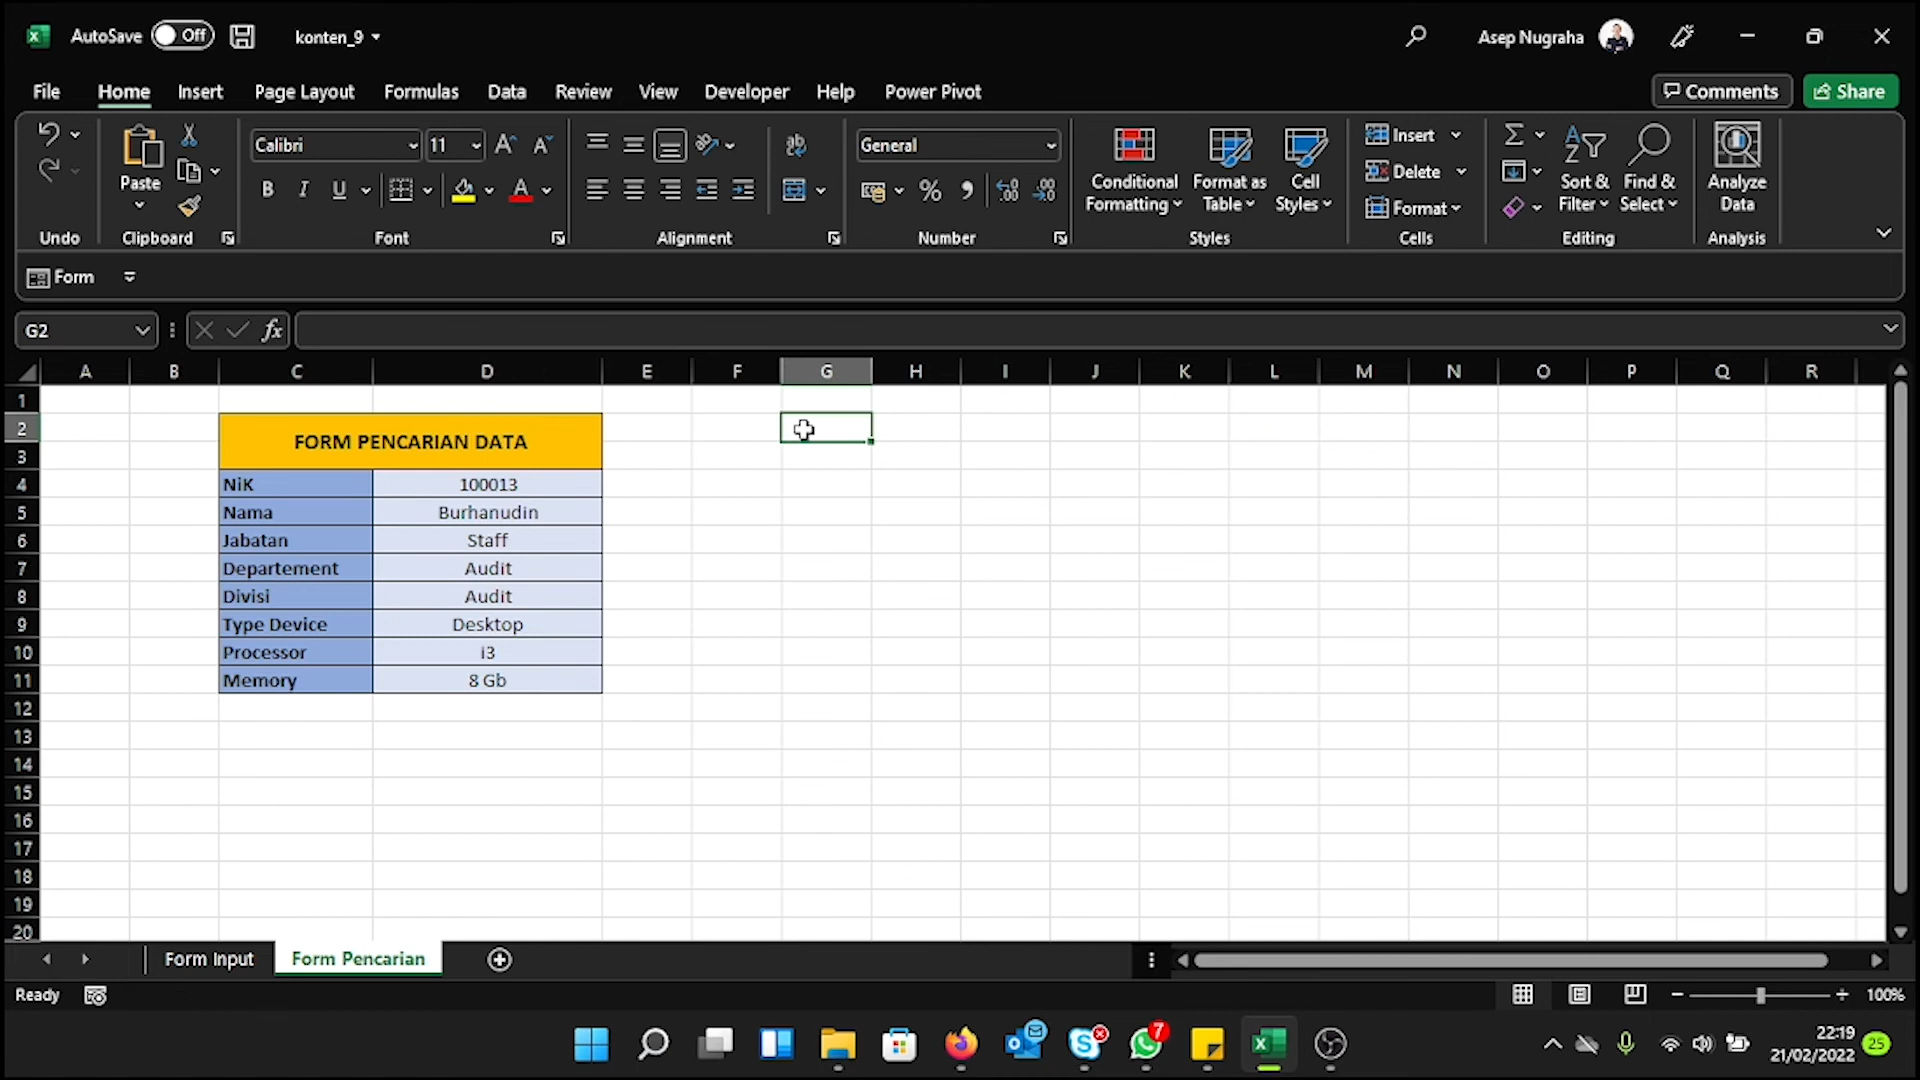 AutoSave Off konten_9 Asep Nugraha
File Home Insert Page Layout Formulas Data Review View Developer Help Power Pivot Comments Share
Calibri 11 General Insert
Paste Conditional Formatting Format as Table Cell Styles Delete Sort & Filter Find & Select Analyze Data
B I U A % Format
Undo Clipboard Font Alignment Number Styles Cells Editing Analysis
Form
G2 fx
A B C D E F G H I J K L M N O P Q R
1
2
FORM PENCARIAN DATA
3
4 NiK 100013
5 Nama Burhanudin
6 Jabatan Staff
7 Departement Audit
8 Divisi Audit
9 Type Device Desktop
10 Processor i3
11 Memory 8 Gb
12
13
14
15
16
17
18
19
20
Form Input Form Pencarian
Ready 100%
7 22:19
21/02/2022 25